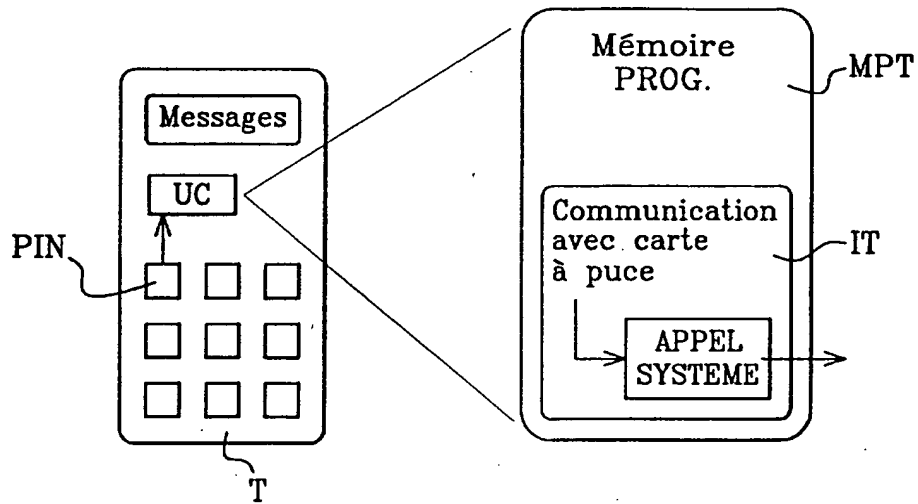 Messages
UC
PIN
T
Mémoire
PROG.
MPT
Communication
avec carte
à puce
IT
APPEL
SYSTEME